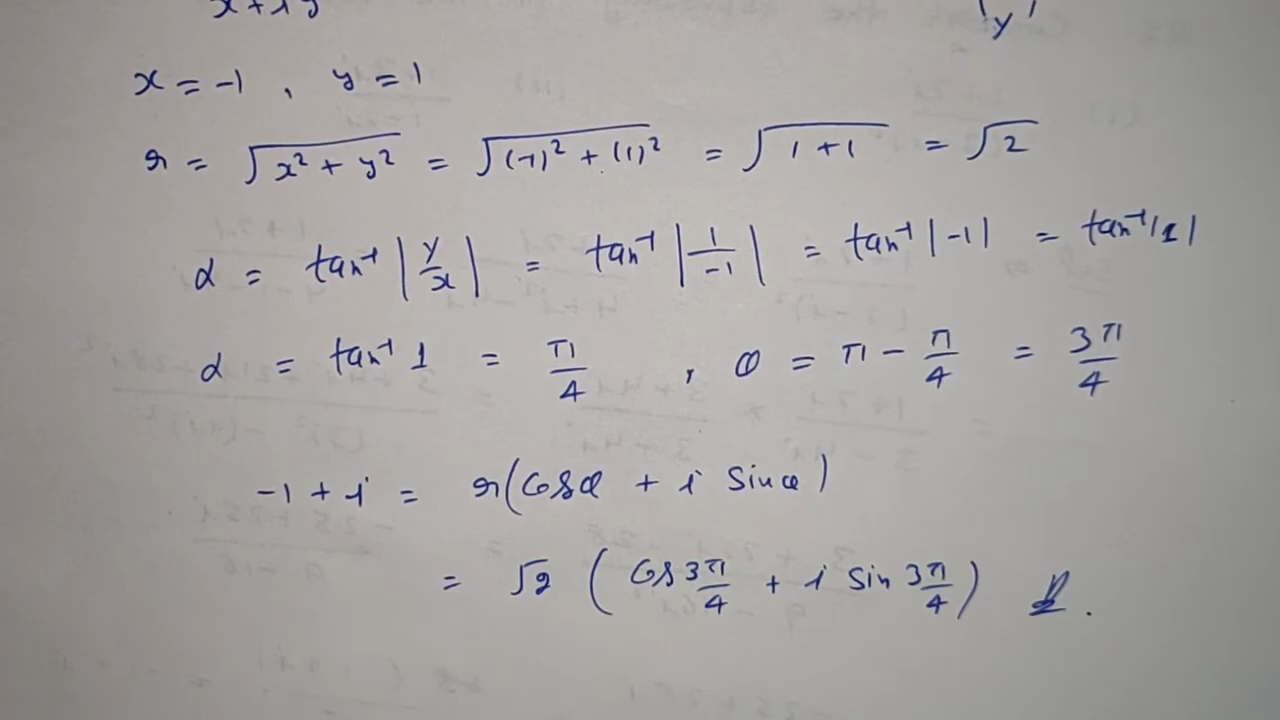 x + iy |y|
x = -1 , y = 1
r = √(x² + y²) = √((-1)² + (1)²) = √(1 + 1) = √2
α = tan⁻¹ |y/x| = tan⁻¹ |1/-1| = tan⁻¹ |-1| = tan⁻¹ |1|
α = tan⁻¹ 1 = π/4 , θ = π - π/4 = 3π/4
-1 + i = r(Cosθ + i Sinθ)
= √2 ( Cos 3π/4 + i Sin 3π/4 )